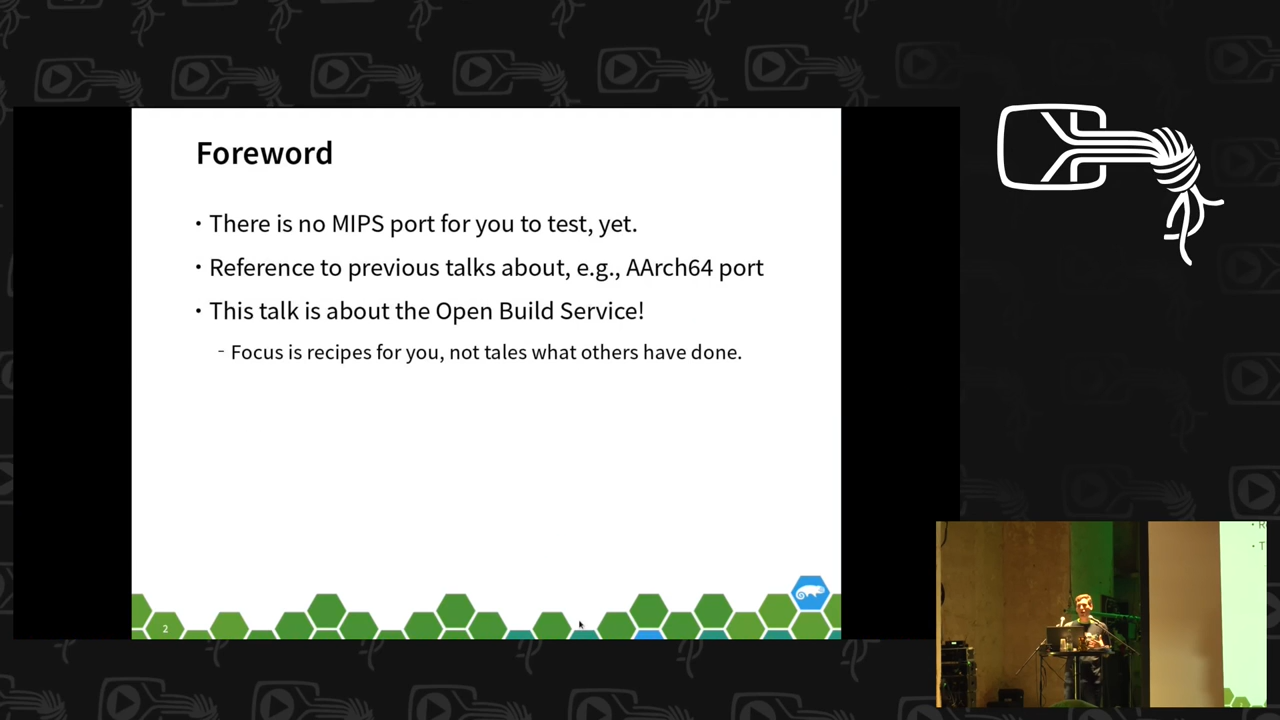 Foreword
• There is no MIPS port for you to test, yet.
• Reference to previous talks about, e.g., AArch64 port
• This talk is about the Open Build Service!
- Focus is recipes for you, not tales what others have done.
2